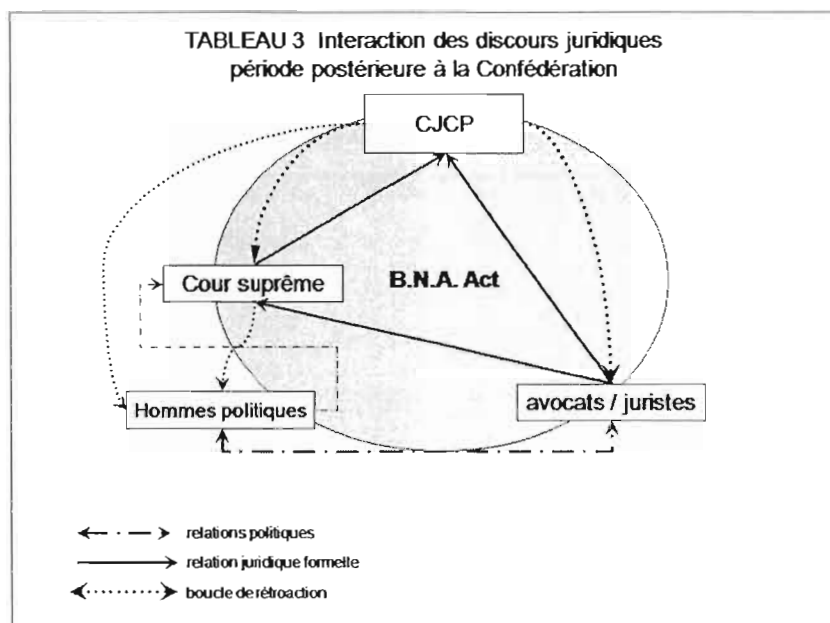 TABLEAU 3 Interaction des discours juridiques
période postérieure à la Confédération
CJCP
Cour suprême
B.N.A. Act
Hommes politiques
avocats / juristes
relations politiques
relation juridique formelle
boucle de rétroaction